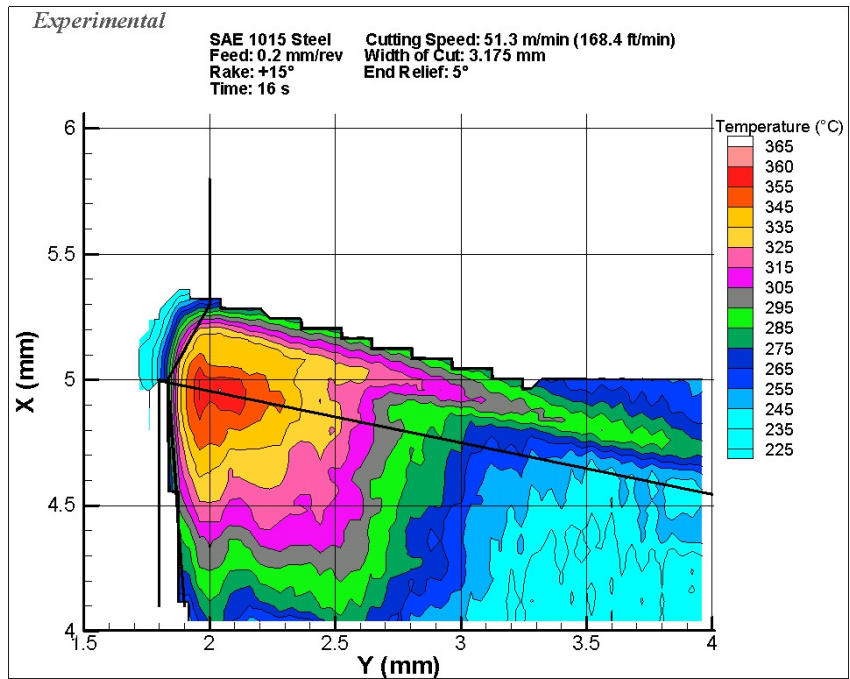 Experimental
SAE 1015 Steel Cutting Speed: 51.3 m/min (168.4 ft/min)
Feed: 0.2 mm/rev Width of Cut: 3.175 mm
Rake: +15° End Relief: 5°
Time: 16 s
Temperature (°C)
365
360
355
345
335
325
315
305
295
285
275
265
255
245
235
225
X (mm)
6
5.5
5
4.5
4
1.5 2 2.5 3 3.5 4
Y (mm)